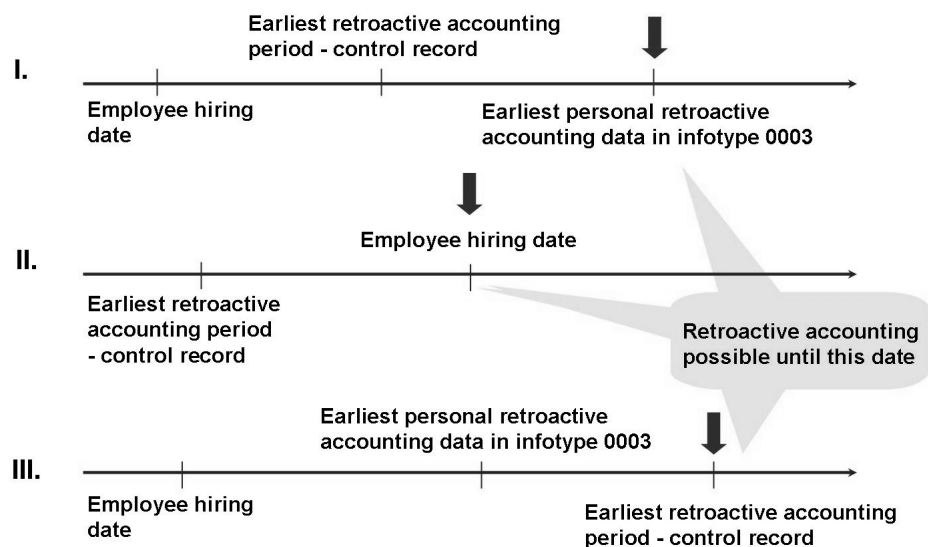 Earliest retroactive accounting
period - control record
I.
Employee hiring
date
Earliest personal retroactive
accounting data in infotype 0003
Employee hiring date
II.
Earliest retroactive
accounting period
- control record
Retroactive accounting
possible until this date
Earliest personal retroactive
accounting data in infotype 0003
III.
Employee hiring
date
Earliest retroactive accounting
period - control record